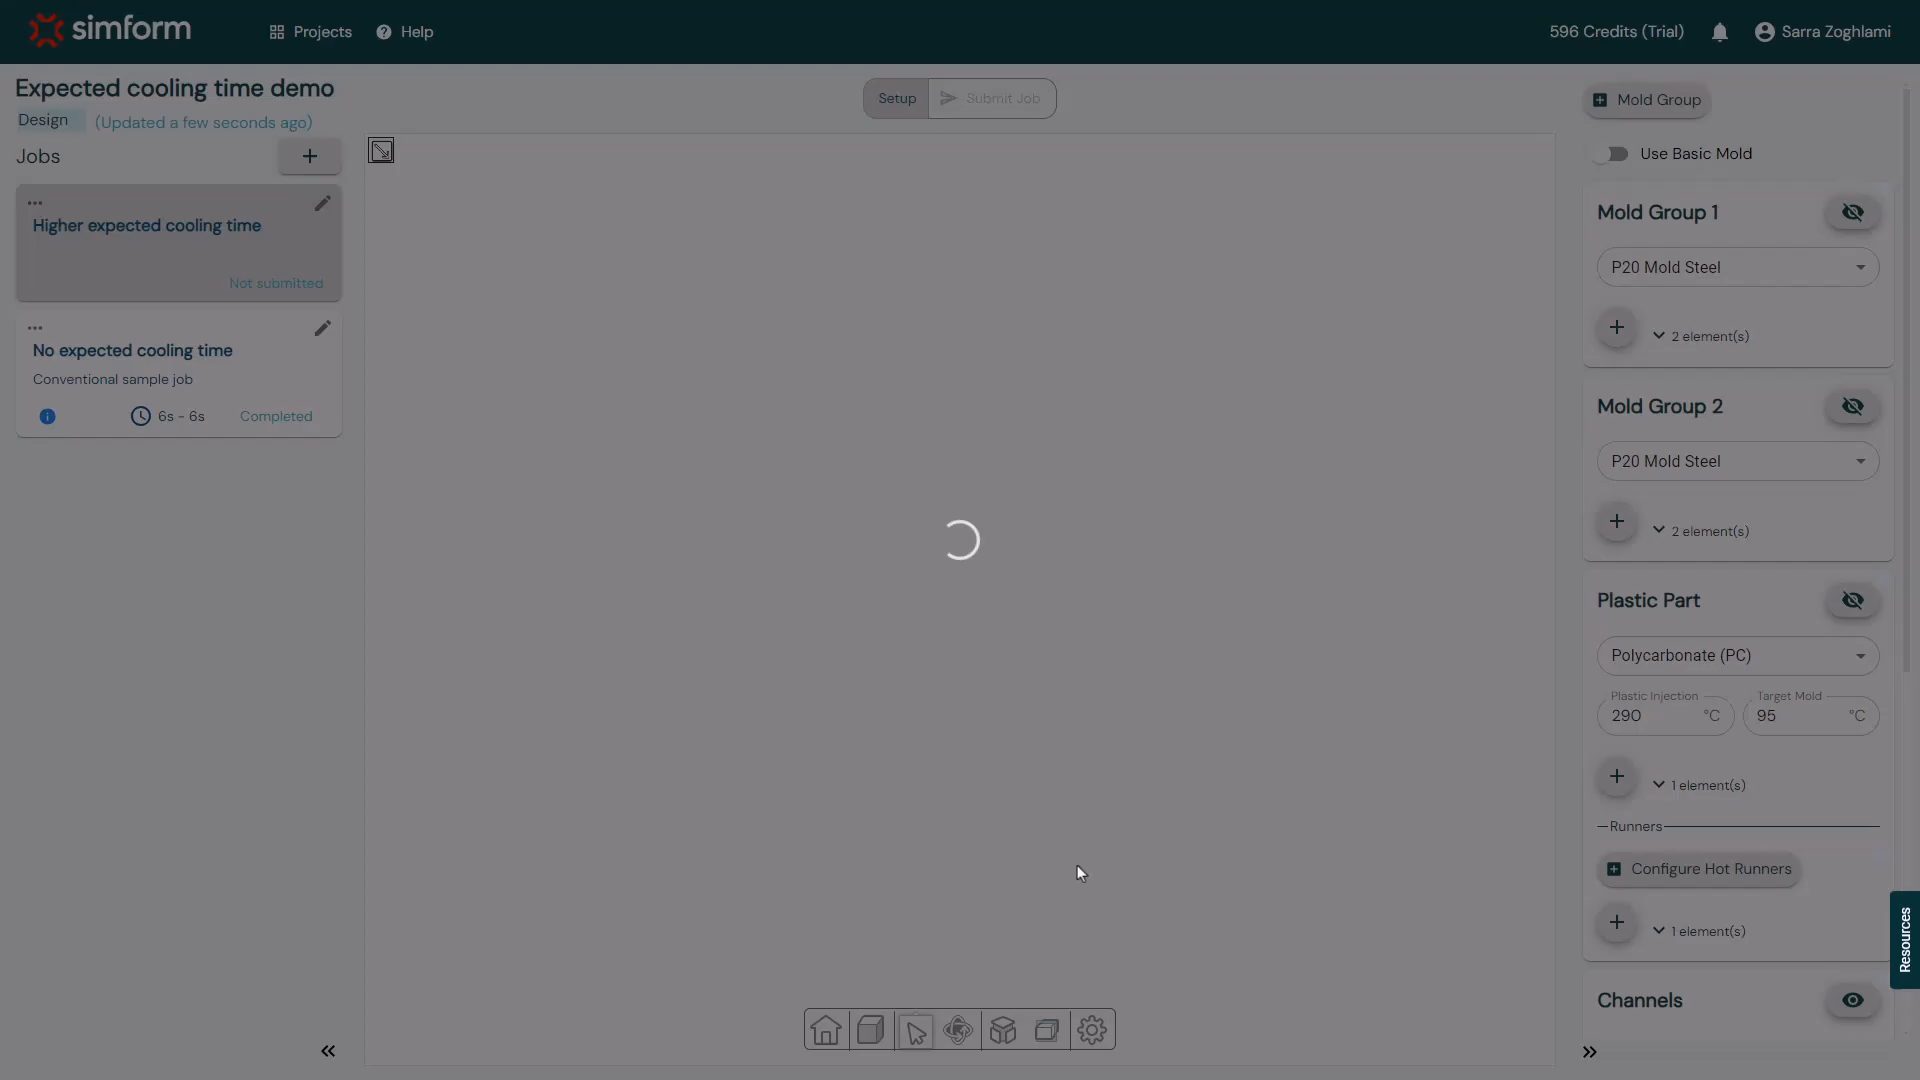 simform
Projects
Help
596 Credits (Trial)
Sarra Zoghlami
Expected cooling time demo
Design
(Updated a few seconds ago)
Setup
Submit Job
Jobs
+
...
Higher expected cooling time
Not submitted
...
No expected cooling time
Conventional sample job
6s - 6s
Completed
Mold Group
Use Basic Mold
Mold Group 1
P20 Mold Steel
2 element(s)
Mold Group 2
P20 Mold Steel
2 element(s)
Plastic Part
Polycarbonate (PC)
Plastic Injection
290 °C
Target Mold
95 °C
1 element(s)
Runners
Configure Hot Runners
1 element(s)
Channels
Resources